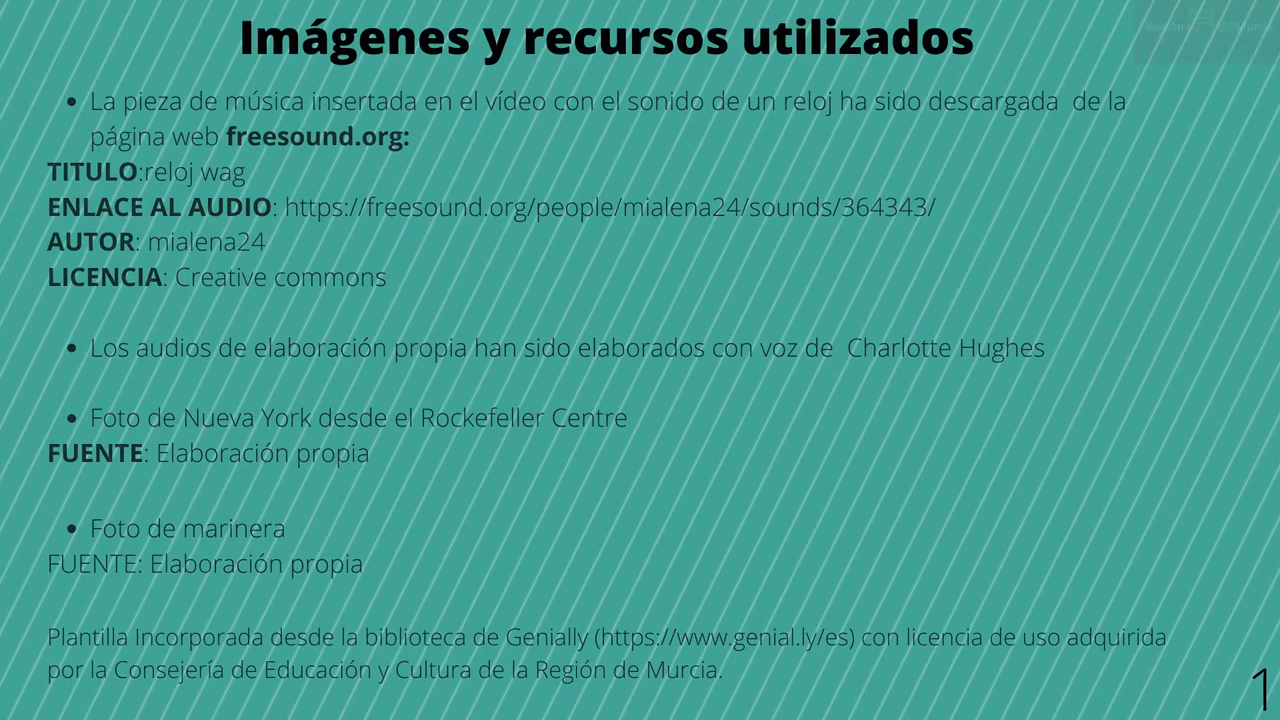 Imágenes y recursos utilizados
• La pieza de música insertada en el vídeo con el sonido de un reloj ha sido descargada  de la
página web freesound.org:
TITULO:reloj wag
ENLACE AL AUDIO: https://freesound.org/people/mialena24/sounds/364343/
AUTOR: mialena24
LICENCIA: Creative commons
• Los audios de elaboración propia han sido elaborados con voz de  Charlotte Hughes
• Foto de Nueva York desde el Rockefeller Centre
FUENTE: Elaboración propia
• Foto de marinera
FUENTE: Elaboración propia
Plantilla Incorporada desde la biblioteca de Genially (https://www.genial.ly/es) con licencia de uso adquirida
por la Consejería de Educación y Cultura de la Región de Murcia.
1